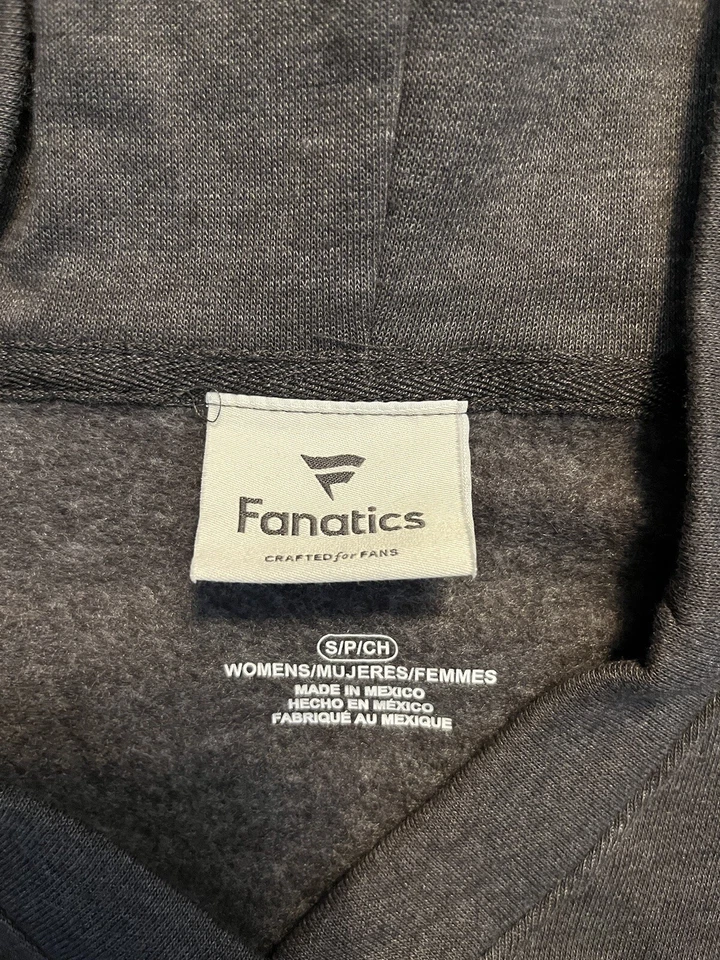 Fanatics
CRAFTED for FANS
S/P/CH
WOMENS/MUJERES/FEMMES
MADE IN MEXICO
HECHO EN MÉXICO
FABRIQUÉ AU MEXIQUE